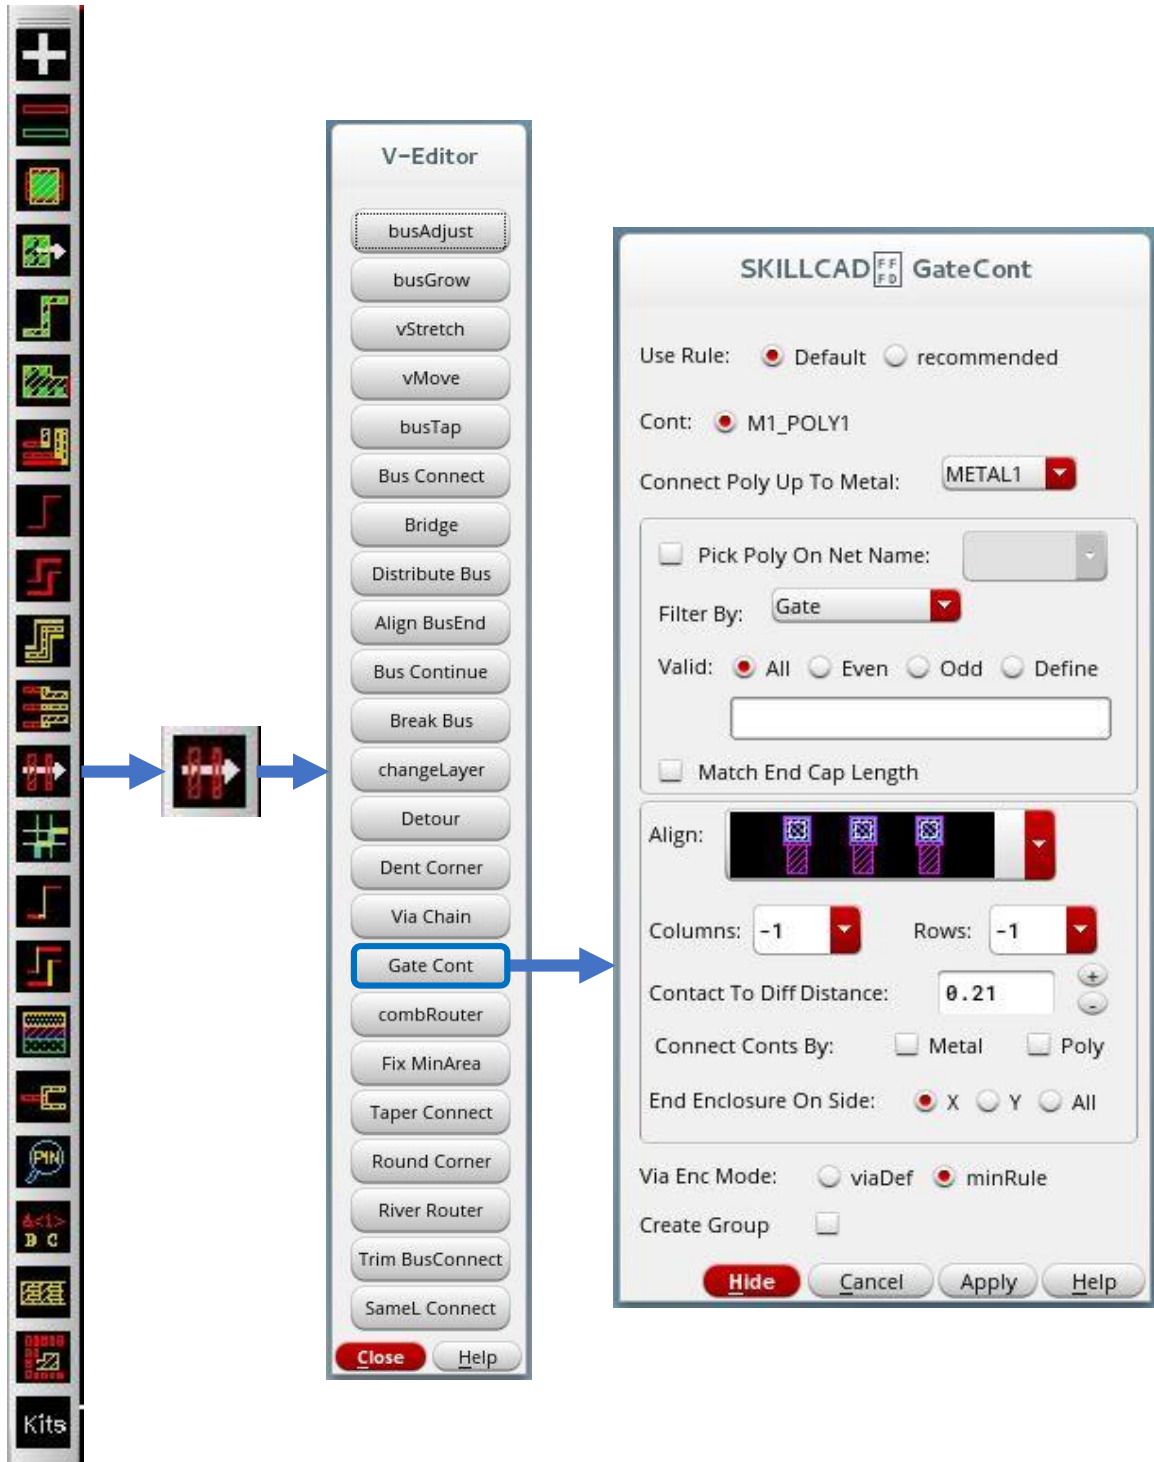 PIN
&<1>
B C
Kits
V-Editor
busAdjust
busGrow
vStretch
vMove
busTap
Bus Connect
Bridge
Distribute Bus
Align BusEnd
Bus Continue
Break Bus
changeLayer
Detour
Dent Corner
Via Chain
Gate Cont
combRouter
Fix MinArea
Taper Connect
Round Corner
River Router
Trim BusConnect
SameL Connect
Close Help
SKILLCAD GateCont
Use Rule: Default recommended
Cont: M1_POLY1
Connect Poly Up To Metal: METAL1
Pick Poly On Net Name:
Filter By: Gate
Valid: All Even Odd Define
Match End Cap Length
Align:
Columns: -1 Rows: -1
Contact To Diff Distance: 0.21 + -
Connect Conts By: Metal Poly
End Enclosure On Side: X Y All
Via Enc Mode: viaDef minRule
Create Group
Hide Cancel Apply Help